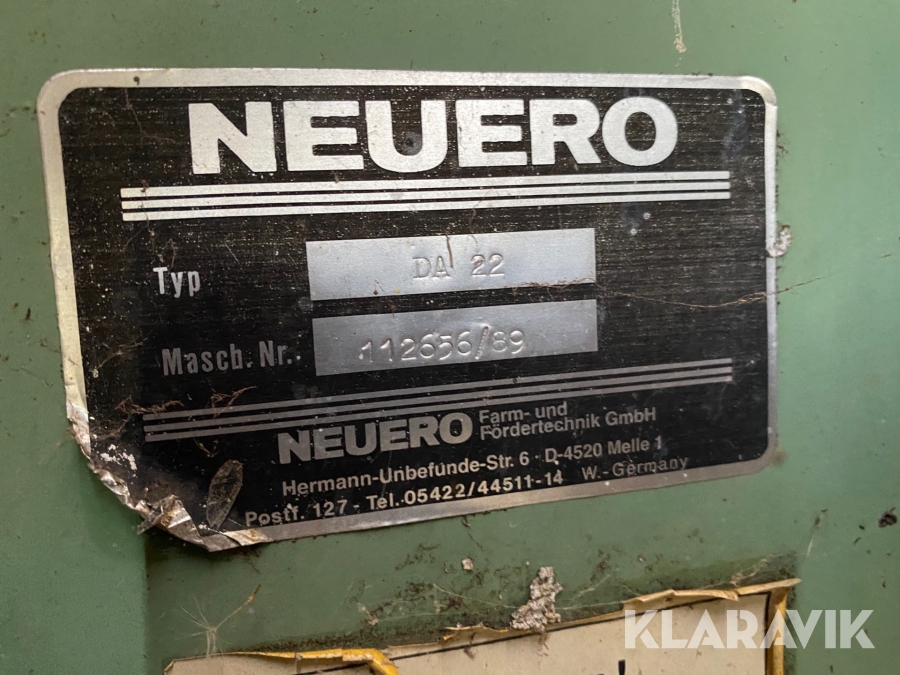 NEUERO
Typ DA 22
Masch. Nr. 112656/89
NEUERO Farm- und Fördertechnik GmbH
Hermann-Unbefunde-Str. 6 · D-4520 Melle 1
Postf. 127 - Tel. 05422/44511-14 W. - Germany
KLARAVIK